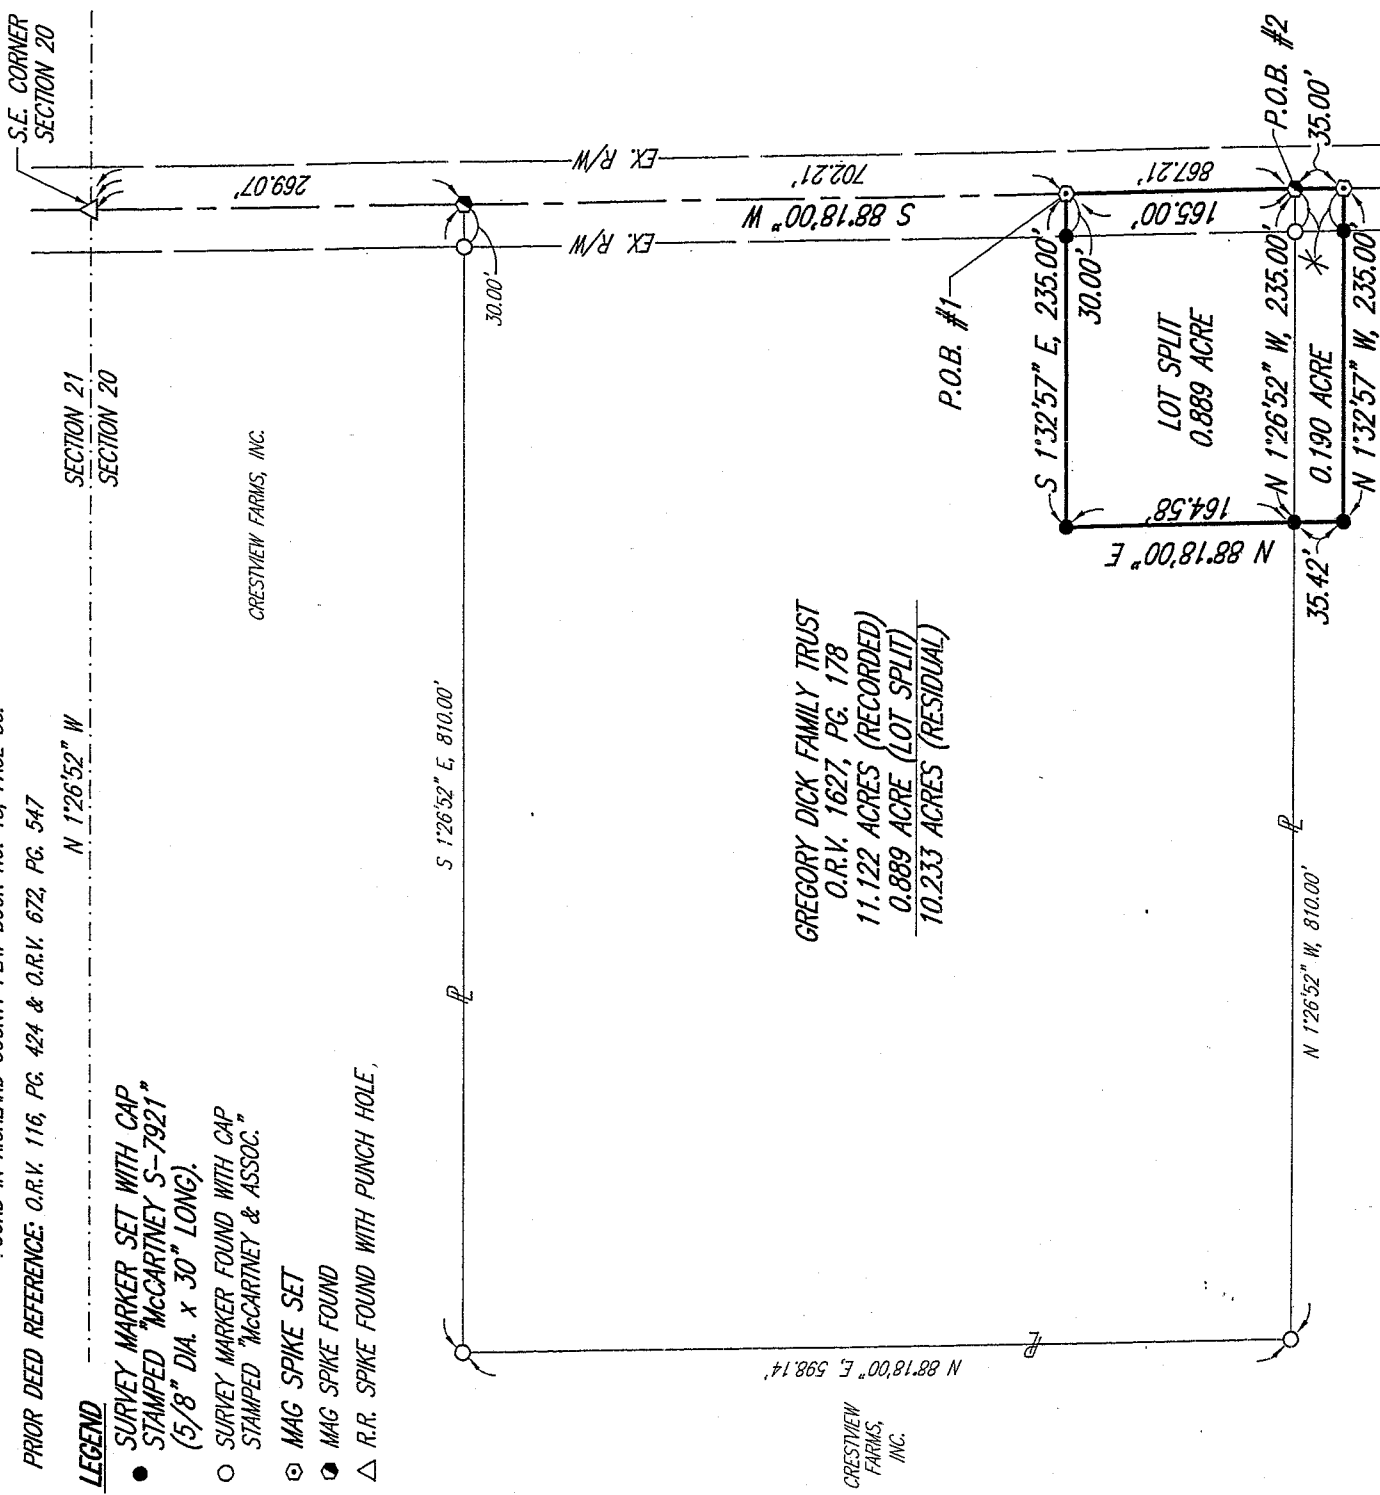 PRIOR DEED REFERENCE: O.R.V. 116, PG. 424 & O.R.V. 672, PG. 547
LEGEND
SURVEY MARKER SET WITH CAP
STAMPED "McCARTNEY S-7921"
(5/8" DIA. x 30" LONG).
SURVEY MARKER FOUND WITH CAP
STAMPED "McCARTNEY & ASSOC."
MAG SPIKE SET
MAG SPIKE FOUND
R.R. SPIKE FOUND WITH PUNCH HOLE
N 1°26'52" W
SECTION 21
SECTION 20
S.E. CORNER
SECTION 20
CRESTVIEW FARMS, INC.
269.07'
EX. R/W
EX. R/W
702.21'
S 88°18'00" W
867.21'
165.00'
30.00'
S 1°26'52" E, 810.00'
P.O.B. #1
S 1°32'57" E, 235.00'
30.00'
LOT SPLIT
0.889 ACRE
164.58'
N 88°18'00" E
N 1°26'52" W, 235.00'
0.190 ACRE
N 1°32'57" W, 235.00'
P.O.B. #2
35.00'
35.42'
GREGORY DICK FAMILY TRUST
O.R.V. 1627, PG. 178
11.122 ACRES (RECORDED)
0.889 ACRE (LOT SPLIT)
10.233 ACRES (RESIDUAL)
PL
PL
PL
N 1°26'52" W, 810.00'
N 88°18'00" E, 598.14'
CRESTVIEW
FARMS,
INC.